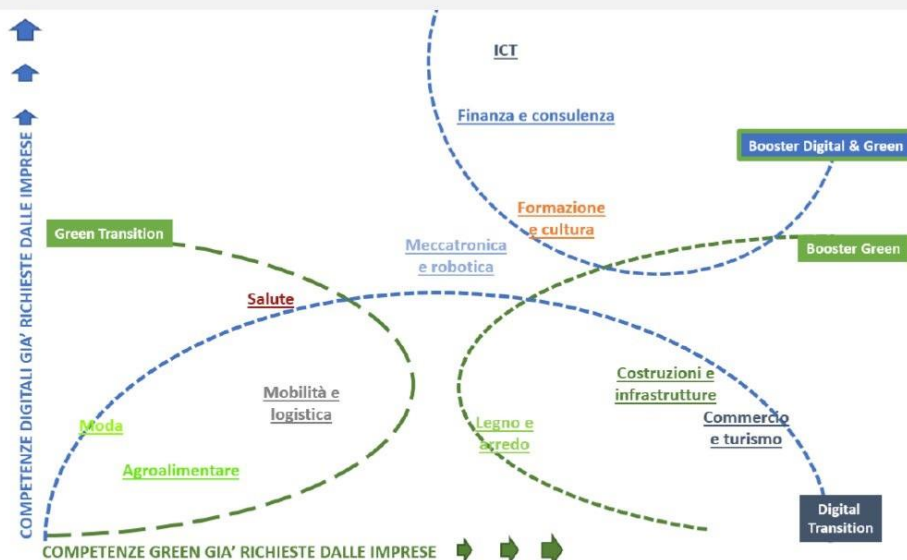 ICT
Finanza e consulenza
Booster Digital & Green
Formazione
e cultura
Green Transition
Meccatronica
e robotica
Booster Green
Salute
Mobilità e
logistica
Costruzioni e
infrastrutture
Moda
Legno e
arredo
Commercio
e turismo
Agroalimentare
Digital
Transition
COMPETENZE DIGITALI GIA' RICHIESTE DALLE IMPRESE
COMPETENZE GREEN GIA' RICHIESTE DALLE IMPRESE